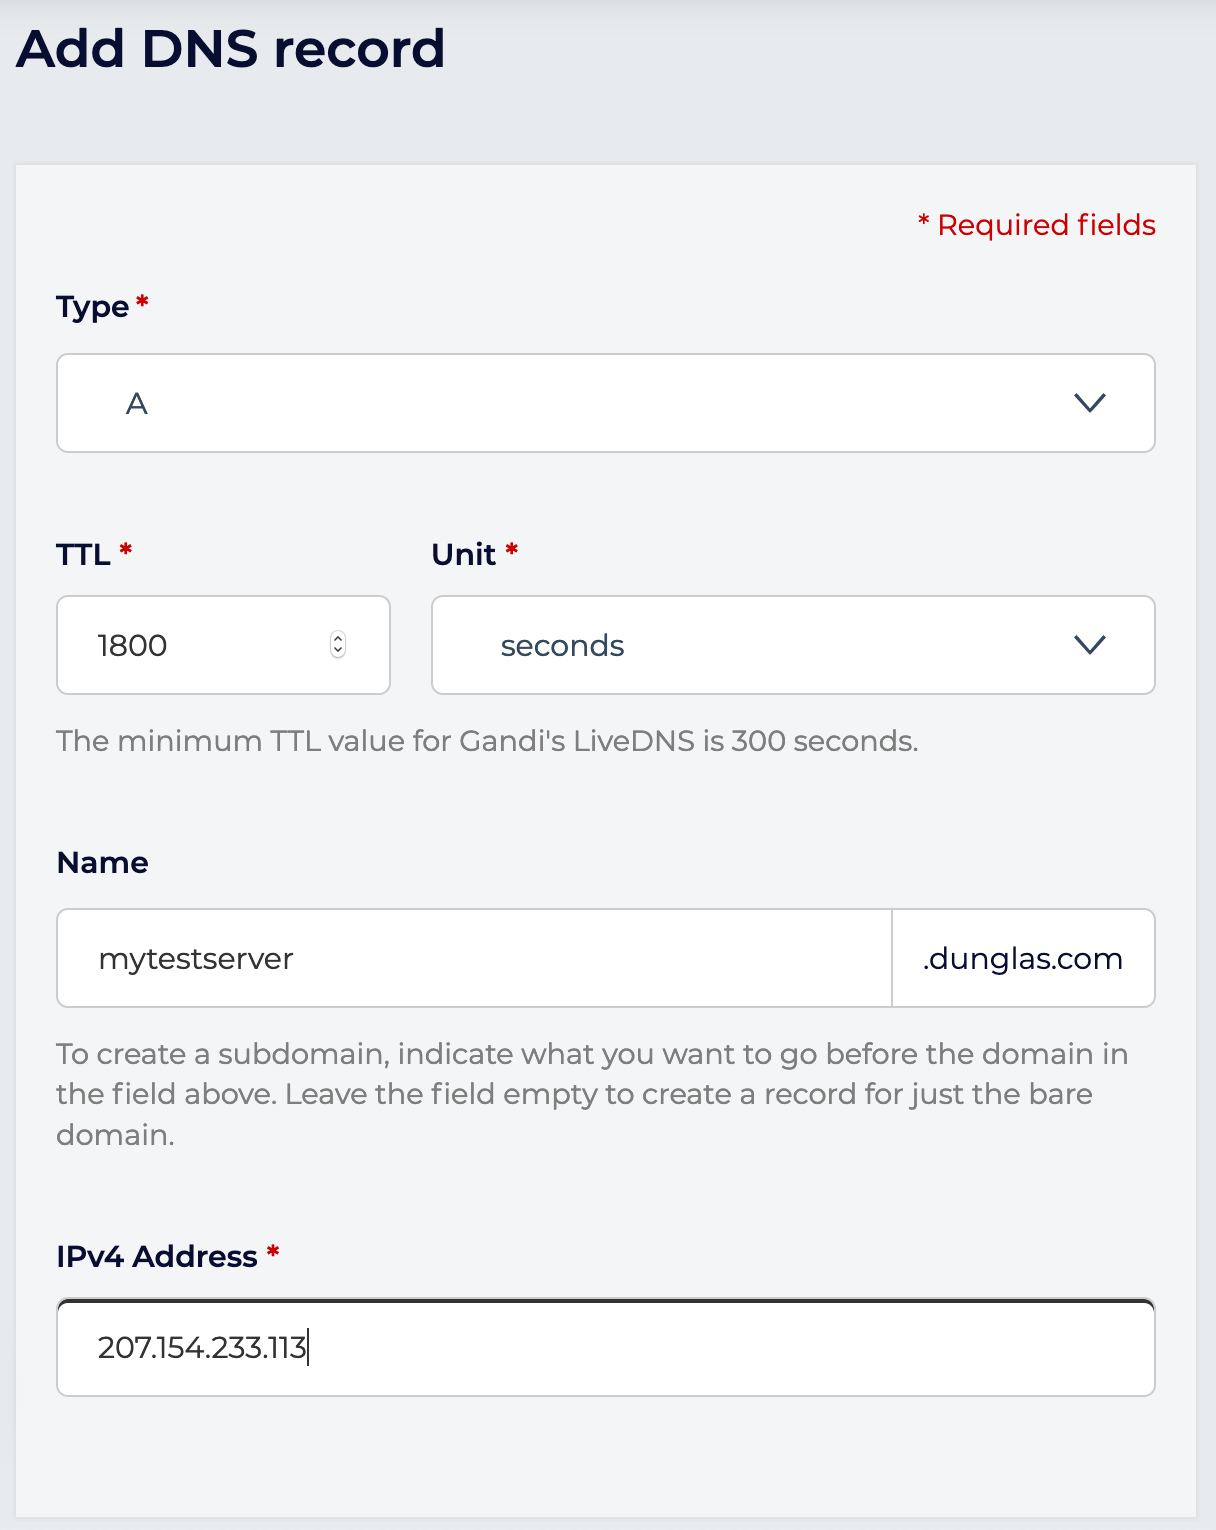 Add DNS record
* Required fields
Type *
A
TTL *
Unit *
1800
seconds
The minimum TTL value for Gandi's LiveDNS is 300 seconds.
Name
mytestserver
.dunglas.com
To create a subdomain, indicate what you want to go before the domain in
the field above. Leave the field empty to create a record for just the bare
domain.
IPv4 Address *
207.154.233.113